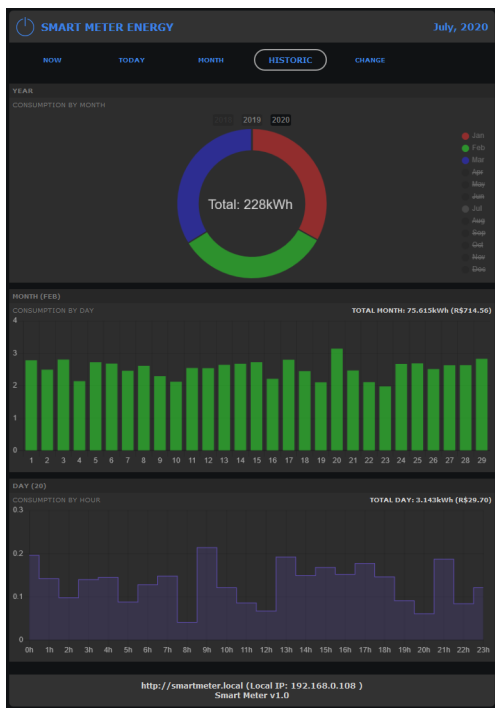 SMART METER ENERGY July, 2020
NOW TODAY MONTH HISTORIC CHANGE
YEAR
CONSUMPTION BY MONTH
2019 2020
Jan
Feb
Mar
Apr
May
Jun
Jul
Aug
Sep
Oct
Nov
Dec
Total: 228kWh
MONTH (FEB)
CONSUMPTION BY DAY TOTAL MONTH: 75.615kWh (R$714.56)
4
3
2
1
0
1 2 3 4 5 6 7 8 9 10 11 12 13 14 15 16 17 18 19 20 21 22 23 24 25 26 27 28 29
DAY (20)
CONSUMPTION BY HOUR TOTAL DAY: 3.143kWh (R$29.70)
0.3
0.2
0.1
0
0h 1h 2h 3h 4h 5h 6h 7h 8h 9h 10h 11h 12h 13h 14h 15h 16h 17h 18h 19h 20h 21h 22h 23h
http://smartmeter.local (Local IP: 192.168.0.108 )
Smart Meter v1.0